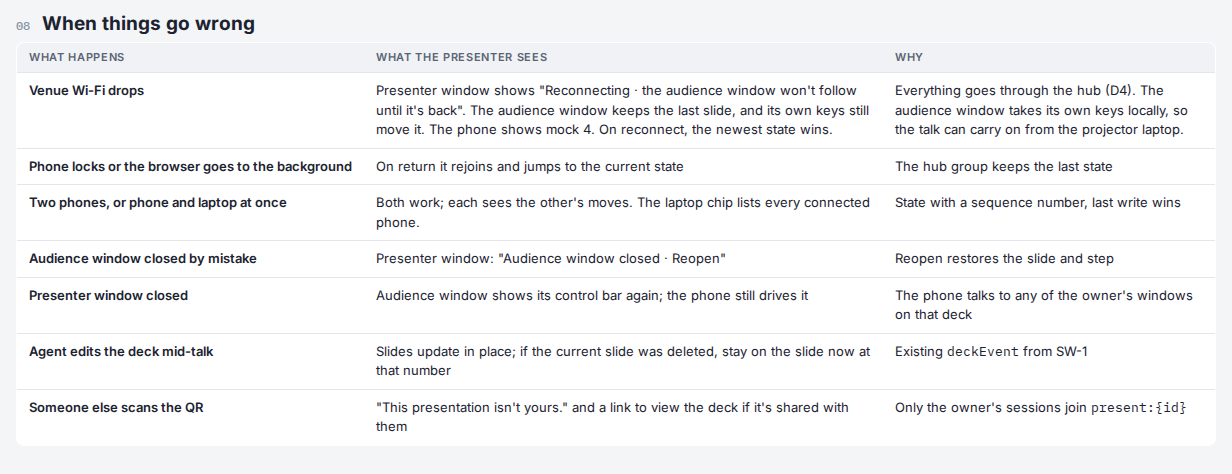 08 When things go wrong
WHAT HAPPENS WHAT THE PRESENTER SEES WHY
Venue Wi-Fi drops
Presenter window shows "Reconnecting · the audience window won't follow
until it's back". The audience window keeps the last slide, and its own keys still
move it. The phone shows mock 4. On reconnect, the newest state wins.
Everything goes through the hub (D4). The
audience window takes its own keys locally, so
the talk can carry on from the projector laptop.
Phone locks or the browser goes to the background
On return it rejoins and jumps to the current state
The hub group keeps the last state
Two phones, or phone and laptop at once
Both work; each sees the other's moves. The laptop chip lists every connected
phone.
State with a sequence number, last write wins
Audience window closed by mistake
Presenter window: "Audience window closed · Reopen"
Reopen restores the slide and step
Presenter window closed
Audience window shows its control bar again; the phone still drives it
The phone talks to any of the owner's windows
on that deck
Agent edits the deck mid-talk
Slides update in place; if the current slide was deleted, stay on the slide now at
that number
Existing deckEvent from SW-1
Someone else scans the QR
"This presentation isn't yours." and a link to view the deck if it's shared with
them
Only the owner's sessions join present:{id}